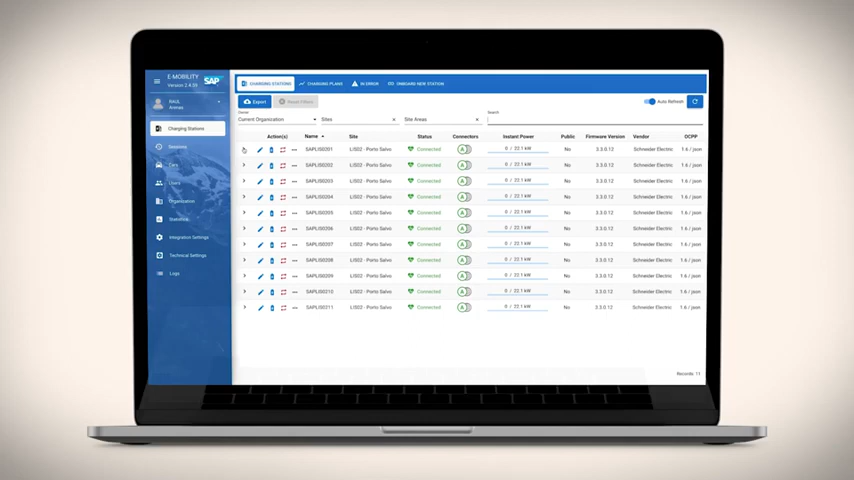 E-MOBILITY
SAP
Version 2.4.55
RAUL
CHARGING STATIONS
CHARGING PLANS
IN ERROR
ONBOARD NEW STATION
Export
Reset Filters
Auto Refresh
Owner
Current Organization
Sites
Site Areas
Search
Charging Stations
Sessions
Cars
Users
Organization
Statistics
Integration Settings
Technical Settings
Logs
Action(s) Name Site Status Connectors Instant Power Public Firmware Version Vendor OCPP
SAPLIS0201 LIS02 - Porto Salvo Connected A 0 / 22.1 kW No 3.3.0.12 Schneider Electric 1.6 / json
SAPLIS0202 LIS02 - Porto Salvo Connected A 0 / 22.1 kW No 3.3.0.12 Schneider Electric 1.6 / json
SAPLIS0203 LIS02 - Porto Salvo Connected A 0 / 22.1 kW No 3.3.0.12 Schneider Electric 1.6 / json
SAPLIS0204 LIS02 - Porto Salvo Connected A 0 / 22.1 kW No 3.3.0.12 Schneider Electric 1.6 / json
SAPLIS0205 LIS02 - Porto Salvo Connected A 0 / 22.1 kW No 3.3.0.12 Schneider Electric 1.6 / json
SAPLIS0206 LIS02 - Porto Salvo Connected A 0 / 22.1 kW No 3.3.0.12 Schneider Electric 1.6 / json
SAPLIS0207 LIS02 - Porto Salvo Connected A 0 / 22.1 kW No 3.3.0.12 Schneider Electric 1.6 / json
SAPLIS0208 LIS02 - Porto Salvo Connected A 0 / 22.1 kW No 3.3.0.12 Schneider Electric 1.6 / json
SAPLIS0209 LIS02 - Porto Salvo Connected A 0 / 22.1 kW No 3.3.0.12 Schneider Electric 1.6 / json
SAPLIS0210 LIS02 - Porto Salvo Connected A 0 / 22.1 kW No 3.3.0.12 Schneider Electric 1.6 / json
SAPLIS0211 LIS02 - Porto Salvo Connected A 0 / 22.1 kW No 3.3.0.12 Schneider Electric 1.6 / json
Records: 11